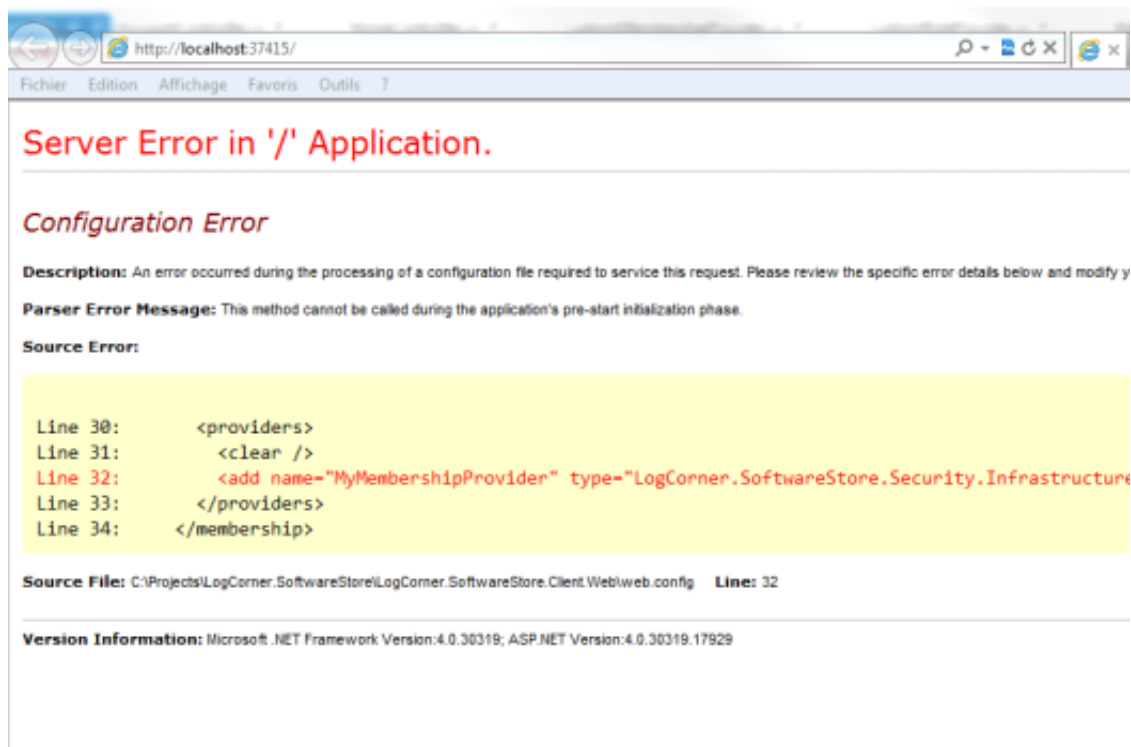 http://localhost:37415/
Fichier Edition Affichage Favoris Outils ?
Server Error in '/' Application.
Configuration Error
Description: An error occurred during the processing of a configuration file required to service this request. Please review the specific error details below and modify y
Parser Error Message: This method cannot be called during the application's pre-start initialization phase.
Source Error:
Line 30: <providers>
Line 31: <clear />
Line 32: <add name="MyMembershipProvider" type="LogCorner.SoftwareStore.Security.Infrastructure
Line 33: </providers>
Line 34: </membership>
Source File: C:\Projects\LogCorner.SoftwareStore\LogCorner.SoftwareStore.Client.Web\web.config Line: 32
Version Information: Microsoft .NET Framework Version:4.0.30319; ASP.NET Version:4.0.30319.17929